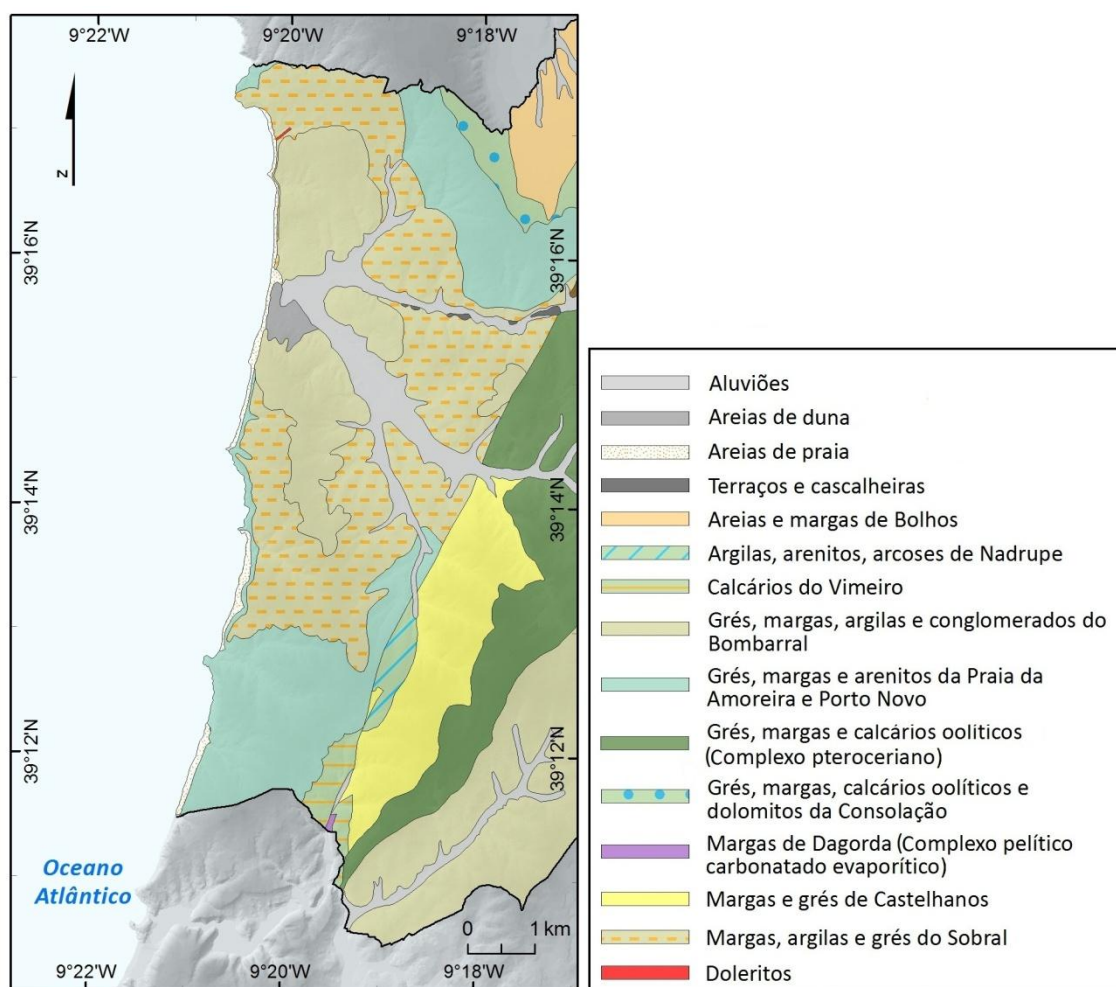 9°22'W
9°20'W
9°18'W
z
39°16'N
39°16'N
39°14'N
39°14'N
39°12'N
39°12'N
Oceano
Atlântico
0
1 km
9°22'W
9°20'W
9°18'W
Aluviões
Areias de duna
Areias de praia
Terraços e cascalheiras
Areias e margas de Bolhos
Argilas, arenitos, arcoses de Nadrupe
Calcários do Vimeiro
Grés, margas, argilas e conglomerados do
Bombarral
Grés, margas e arenitos da Praia da
Amoreira e Porto Novo
Grés, margas e calcários oolíticos
(Complexo pteroceriano)
Grés, margas, calcários oolíticos e
dolomitos da Consolação
Margas de Dagorda (Complexo pelítico
carbonatado evaporítico)
Margas e grés de Castelhanos
Margas, argilas e grés do Sobral
Doleritos